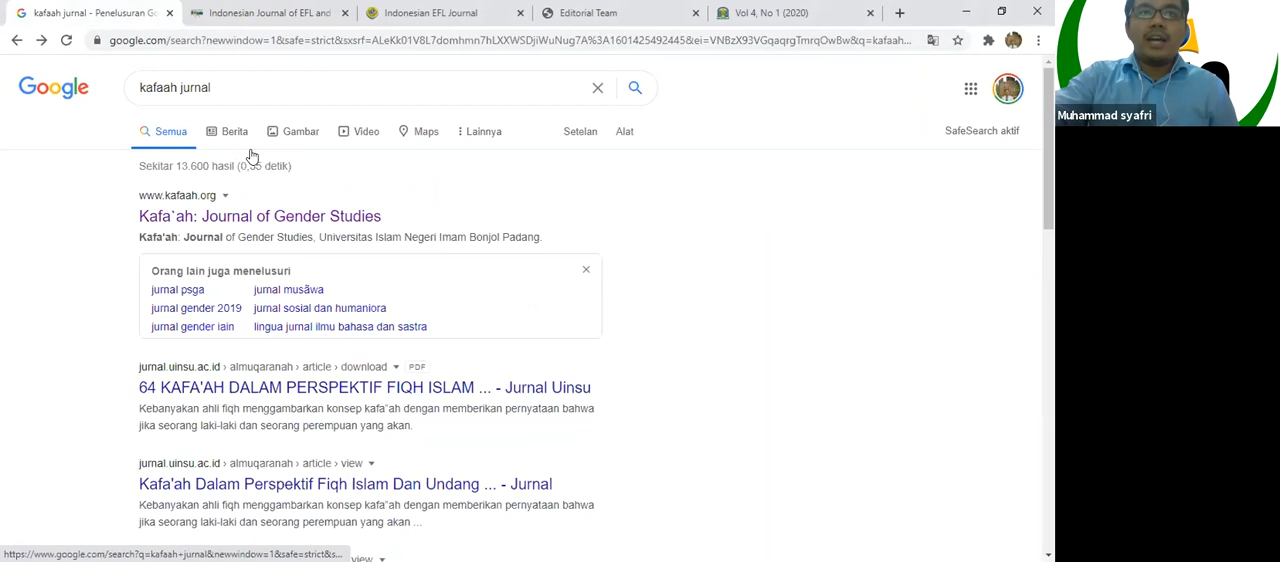 kafaah jurnal - Penelusuran Go
Indonesian Journal of EFL and
Indonesian EFL Journal
Editorial Team
Vol 4, No 1 (2020)
google.com/search?newwindow=1&safe=strict&sxsrf=ALeKk01V8L7dommn7hLXXWSDjiWuNug7A%3A1601425492445&ei=VNBzX93VGqaqrgTmrqOwBw&q=kafaah...
Google
kafaah jurnal
Semua
Berita
Gambar
Video
Maps
Lainnya
Setelan
Alat
SafeSearch aktif
Muhammad syafri
Sekitar 13.600 hasil (0,35 detik)
www.kafaah.org
Kafa`ah: Journal of Gender Studies
Kafa'ah: Journal of Gender Studies, Universitas Islam Negeri Imam Bonjol Padang.
Orang lain juga menelusuri
jurnal psga
jurnal musãwa
jurnal gender 2019
jurnal sosial dan humaniora
jurnal gender iain
lingua jurnal ilmu bahasa dan sastra
jurnal.uinsu.ac.id › almuqaranah › article › download PDF
64 KAFA'AH DALAM PERSPEKTIF FIQH ISLAM ... - Jurnal Uinsu
Kebanyakan ahli fiqh menggambarkan konsep kafa"ah dengan memberikan pernyataan bahwa
jika seorang laki-laki dan seorang perempuan yang akan.
jurnal.uinsu.ac.id › almuqaranah › article › view
Kafa'ah Dalam Perspektif Fiqh Islam Dan Undang ... - Jurnal
Kebanyakan ahli fiqh menggambarkan konsep kafa"ah dengan memberikan pernyataan bahwa
jika seorang laki-laki dan seorang perempuan yang akan ...
https://www.google.com/search?q=kafaah+jurnal&newwindow=1&safe=strict&s...
view